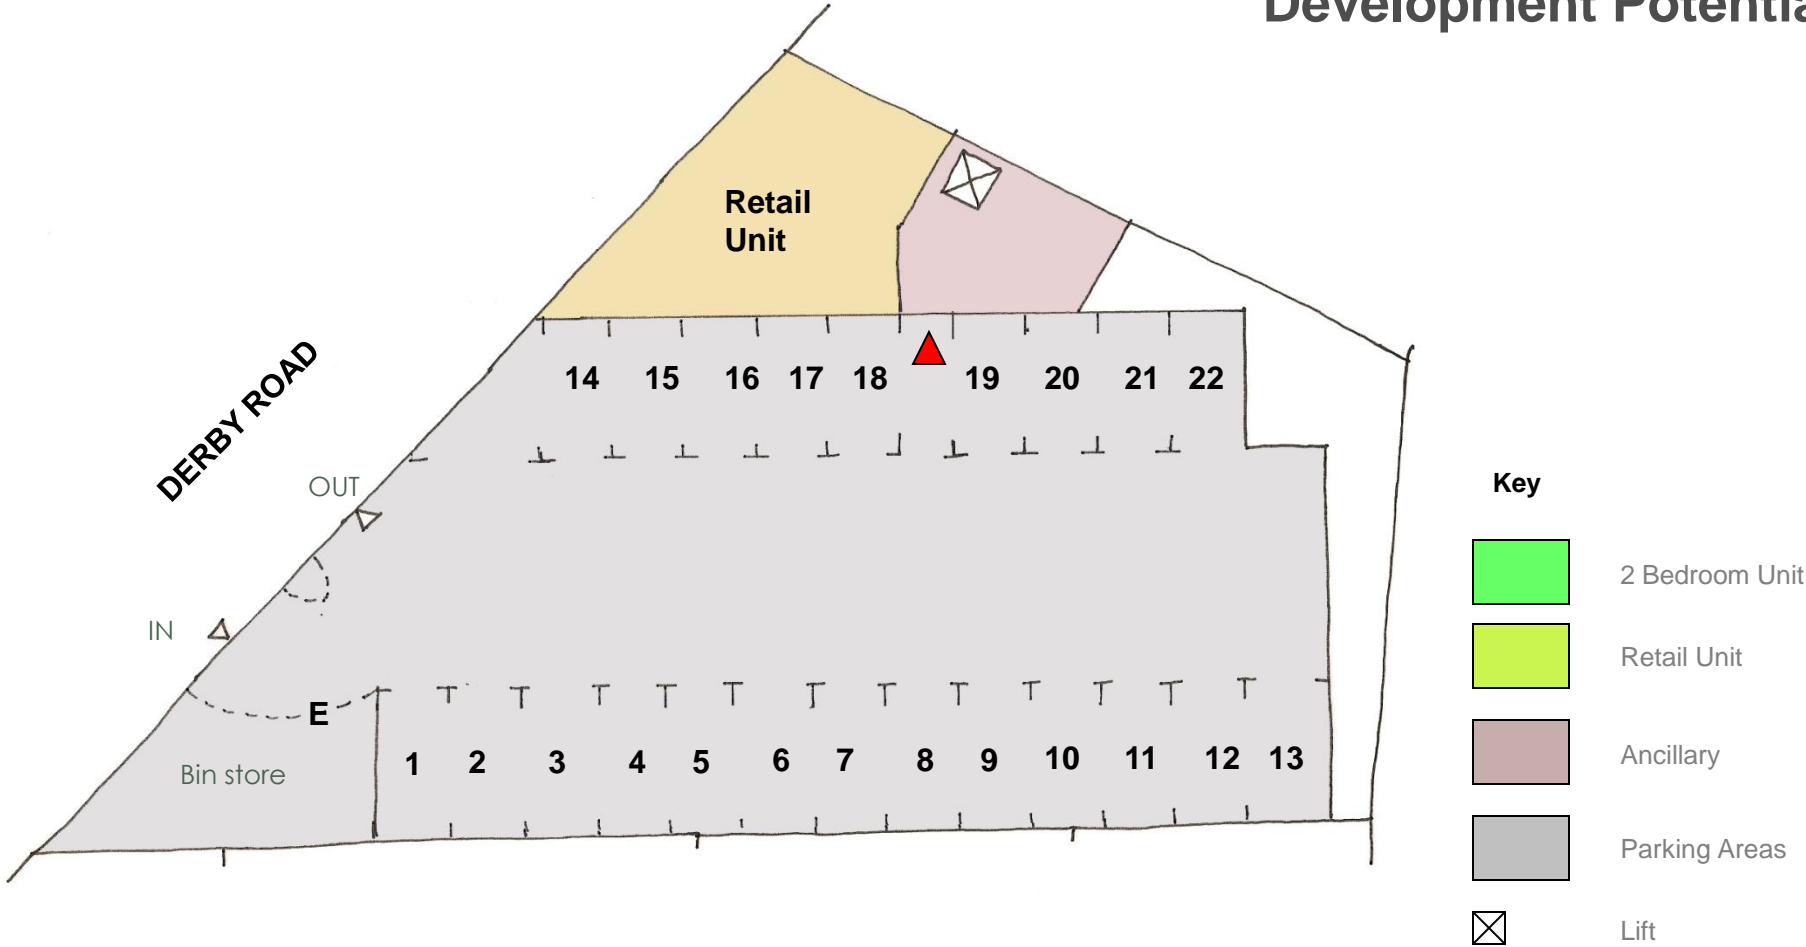 Development Potentia
Retail
Unit
DERBY ROAD
14 15 16 17 18 19 20 21 22
OUT
IN
E
Bin store
1 2 3 4 5 6 7 8 9 10 11 12 13
Key
2 Bedroom Unit
Retail Unit
Ancillary
Parking Areas
Lift